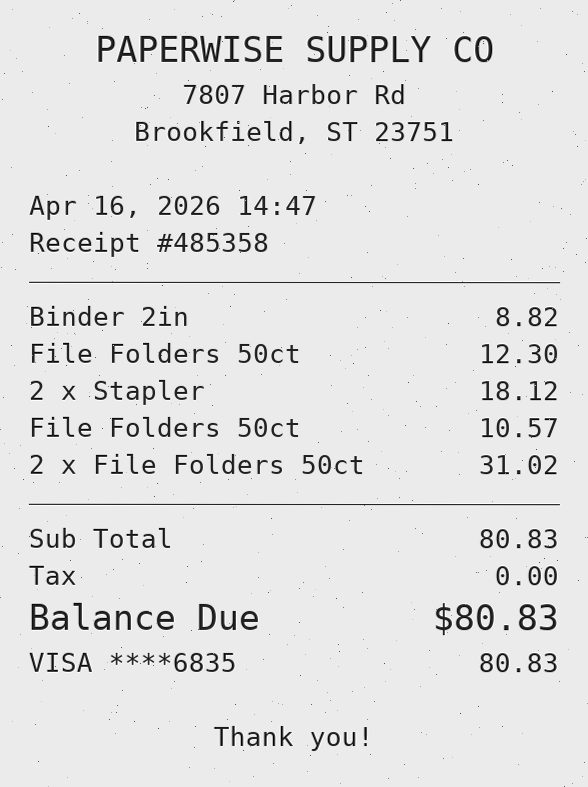 PAPERWISE SUPPLY CO
7807 Harbor Rd
Brookfield, ST 23751
Apr 16, 2026 14:47
Receipt #485358
Binder 2in 8.82
File Folders 50ct 12.30
2 x Stapler 18.12
File Folders 50ct 10.57
2 x File Folders 50ct 31.02
Sub Total 80.83
Tax 0.00
Balance Due $80.83
VISA ****6835 80.83
Thank you!